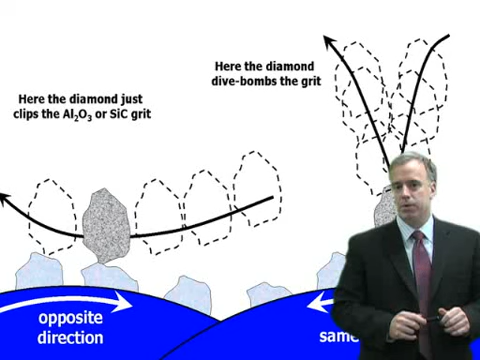 Here the diamond
dive-bombs the grit
Here the diamond just
clips the Al₂O₃ or SiC grit
opposite
direction
same